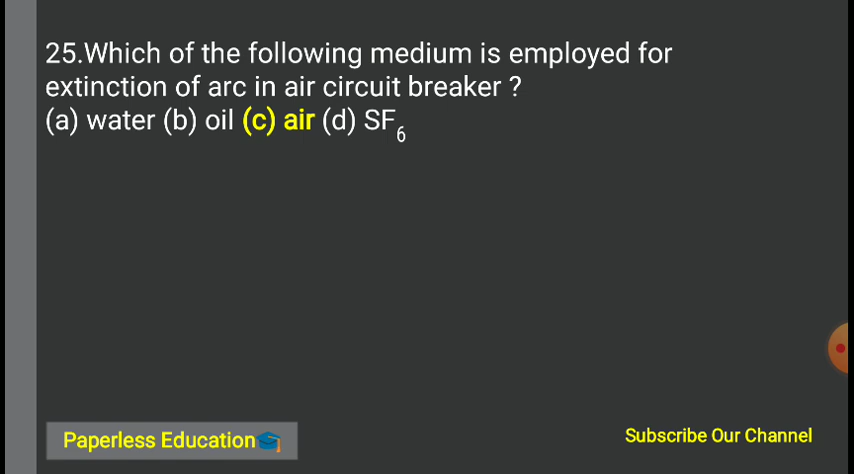 25.Which of the following medium is employed for
extinction of arc in air circuit breaker ?
(a) water (b) oil (c) air (d) SF₆
Paperless Education
Subscribe Our Channel